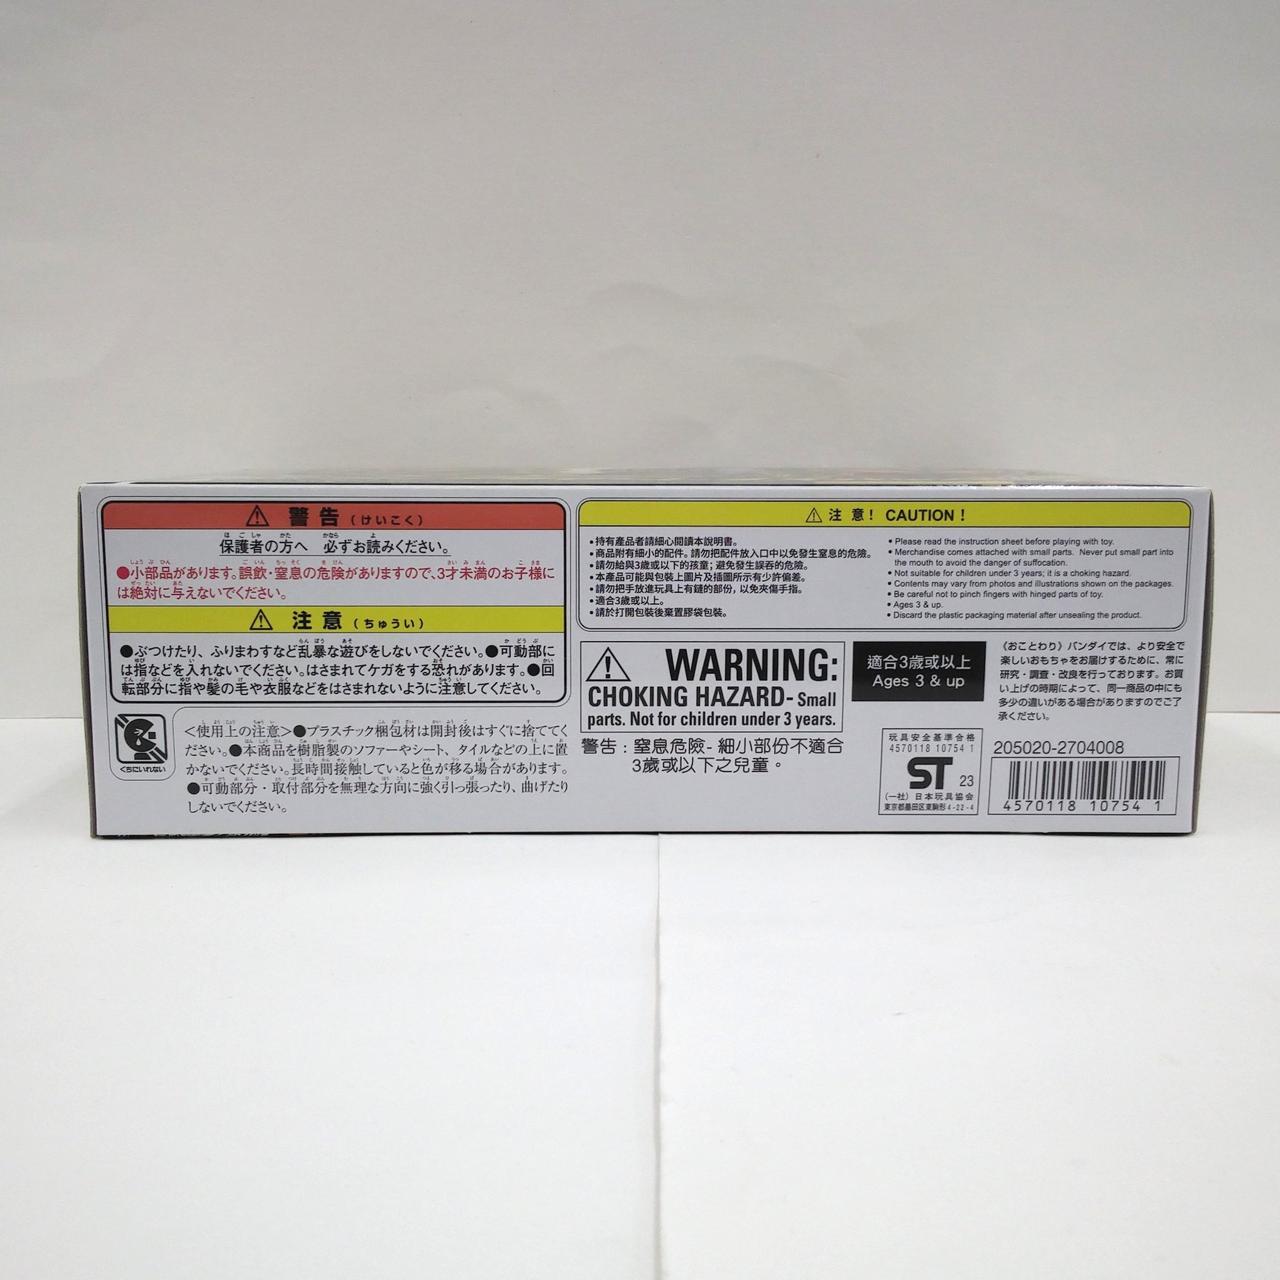 警告(けいこく)
保護者の方へ 必ずお読みください。
●小部品があります。誤飲・窒息の危険がありますので、3才未満のお子様に
は絶対に与えないでください。
注意(ちゅうい)
●ぶつけたり、ふりまわすなど乱暴な遊びをしないでください。●可動部に
は指などを入れないでください。はさまれてケガをする恐れがあります。●回
転部分に指や髪の毛や衣服などをはさまれないように注意してください。
くちにいれない
<使用上の注意>●プラスチック梱包材は開封後はすぐに捨ててく
ださい。●本商品を樹脂製のソファーやシート、タイルなどの上に置
かないでください。長時間接触していると色が移る場合があります。
●可動部分・取付部分を無理な方向に強く引っ張ったり、曲げたり
しないでください。
注意! CAUTION!
•持有產品者請細心閱讀本說明書。
•商品附有細小的配件。請勿把配件放入口中以免發生窒息的危險。
•請勿給與3歲或以下的孩童;避免發生誤吞的危險。
•本產品可能與包裝上圖片及插圖所示有少許偏差。
•請勿把手放進玩具上有鏈的部份,以免夾傷手指。
•適合3歲或以上。
•請於打開包裝後棄置膠袋包裝。
• Please read the instruction sheet before playing with toy.
• Merchandise comes attached with small parts. Never put small part into
the mouth to avoid the danger of suffocation.
• Not suitable for children under 3 years; it is a choking hazard.
• Contents may vary from photos and illustrations shown on the packages.
• Be careful not to pinch fingers with hinged parts of toy.
• Ages 3 & up.
• Discard the plastic packaging material after unsealing the product.
WARNING:
CHOKING HAZARD- Small
parts. Not for children under 3 years.
警告:窒息危險-細小部份不適合
3歲或以下之兒童。
適合3歲或以上
Ages 3 & up
《おことわり》バンダイでは、より安全で
楽しいおもちゃをお届けするために、常に
研究・調査・改良を行っております。お買
い上げの時期によって、同一商品の中にも
多少の違いがある場合がありますのでご了
承ください。
玩具安全基準合格
4570118 10754 1
ST 23
(一社)日本玩具協会
東京都墨田区東駒形4-22-4
205020-2704008
4570118 107541